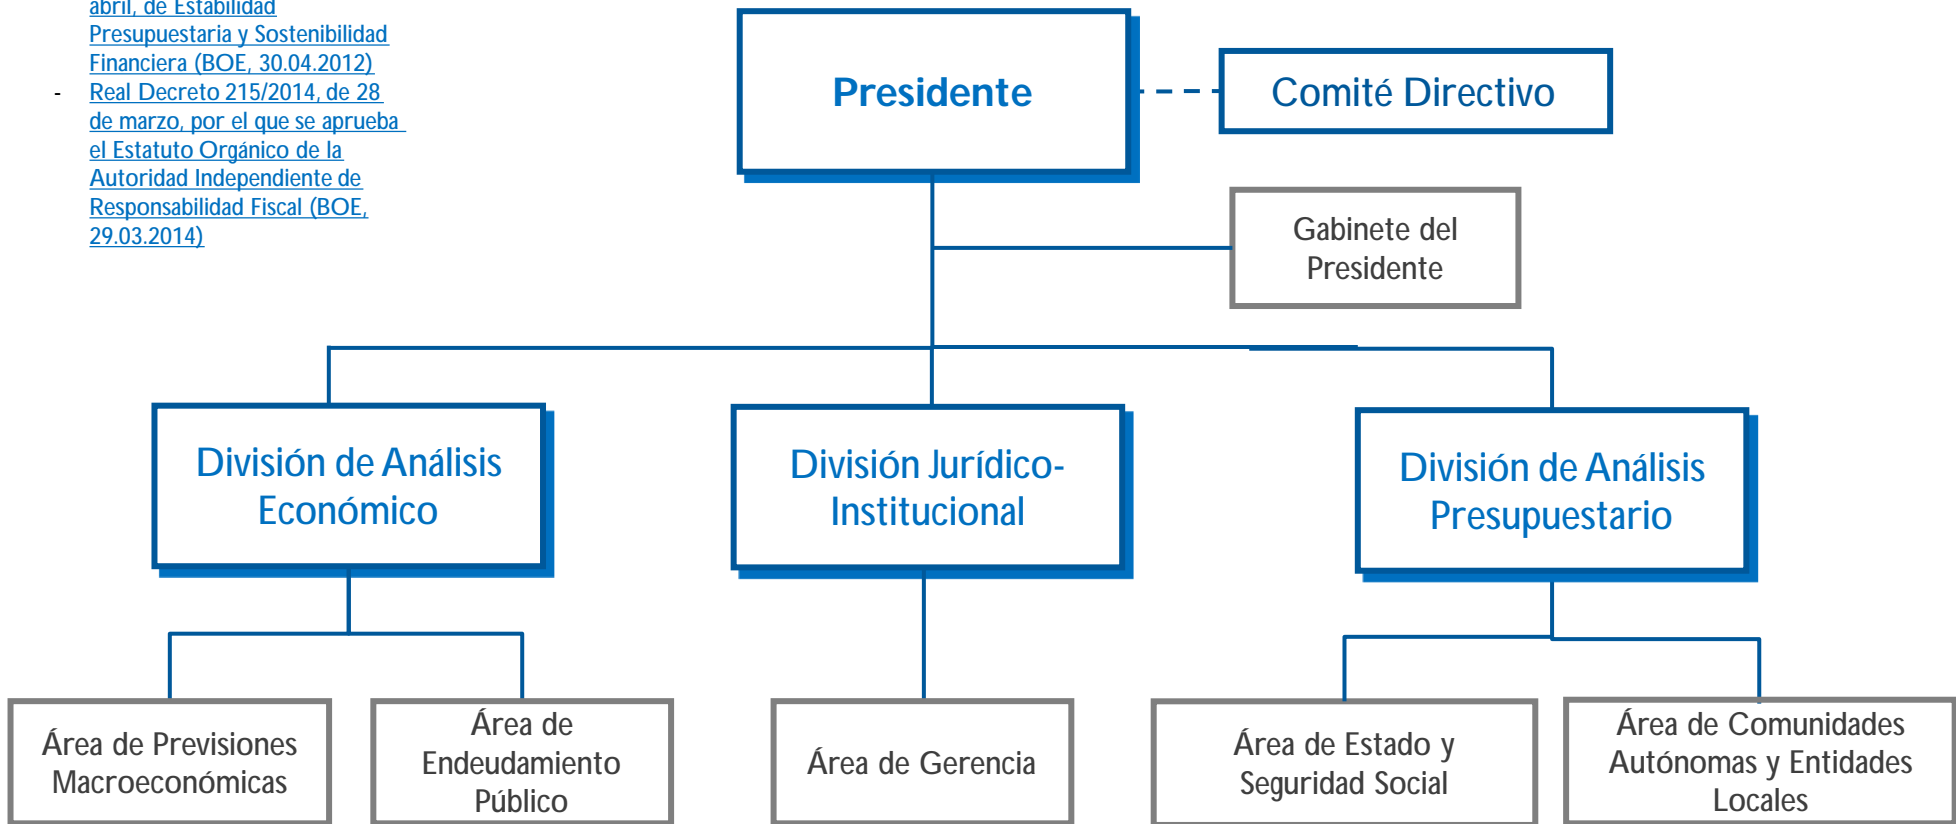 abril, de Estabilidad
Presupuestaria y Sostenibilidad
Financiera (BOE, 30.04.2012)
- Real Decreto 215/2014, de 28
de marzo, por el que se aprueba
el Estatuto Orgánico de la
Autoridad Independiente de
Responsabilidad Fiscal (BOE,
29.03.2014)
Presidente
Comité Directivo
Gabinete del
Presidente
División de Análisis
Económico
División Jurídico-
Institucional
División de Análisis
Presupuestario
Área de Previsiones
Macroeconómicas
Área de
Endeudamiento
Público
Área de Gerencia
Área de Estado y
Seguridad Social
Área de Comunidades
Autónomas y Entidades
Locales